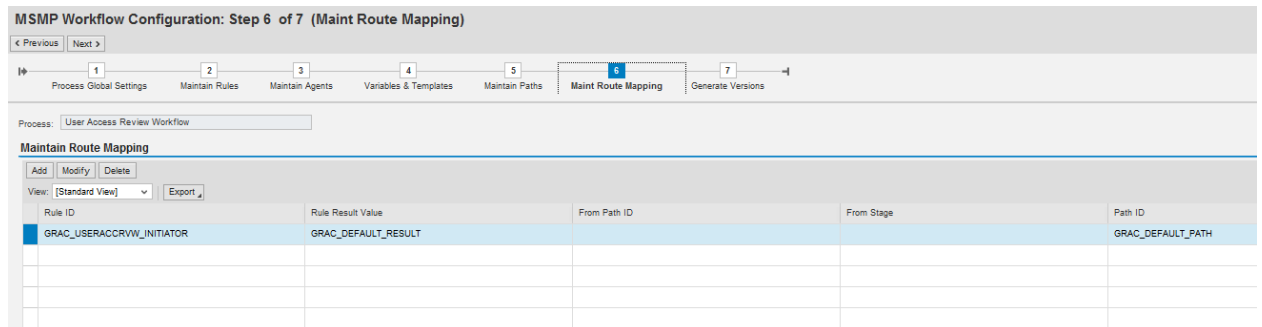 MSMP Workflow Configuration: Step 6 of 7 (Maint Route Mapping)
Previous Next
1 2 3 4 5 6 7
Process Global Settings Maintain Rules Maintain Agents Variables & Templates Maintain Paths Maint Route Mapping Generate Versions
Process: User Access Review Workflow
Maintain Route Mapping
Add Modify Delete
View: [Standard View] Export
Rule ID Rule Result Value From Path ID From Stage Path ID
GRAC_USERACCRVW_INITIATOR GRAC_DEFAULT_RESULT GRAC_DEFAULT_PATH